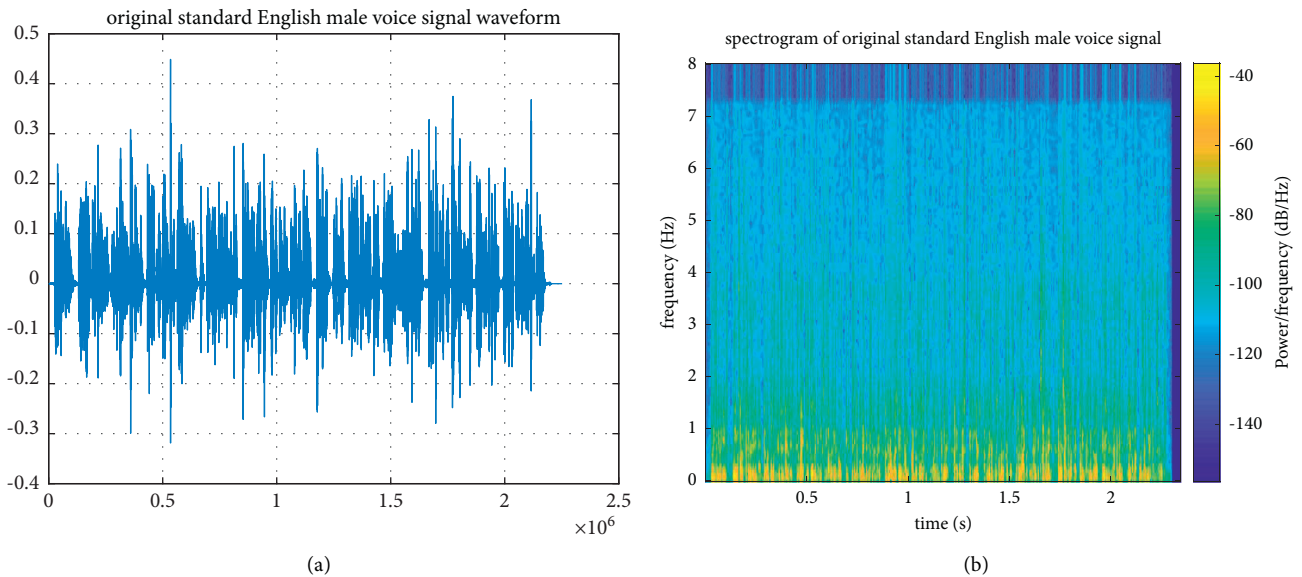 original standard English male voice signal waveform
0.5
0.4
0.3
0.2
0.1
0
-0.1
-0.2
-0.3
-0.4
0 0.5 1 1.5 2 2.5
×10⁶
(a)
spectrogram of original standard English male voice signal
8
7
6
5
4
3
2
1
0
frequency (Hz)
0.5 1 1.5 2
time (s)
-40
-60
-80
-100
-120
-140
Power/frequency (dB/Hz)
(b)